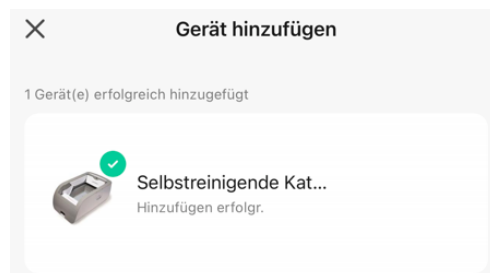 Gerät hinzufügen
1 Gerät(e) erfolgreich hinzugefügt
Selbstreinigende Kat...
Hinzufügen erfolgr.